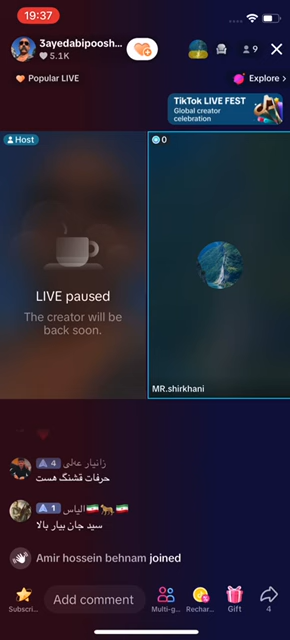 19:37
3ayedabipoosh...
5.1K
9
Popular LIVE
Explore >
TikTok LIVE FEST
Global creator
celebration
Host
0
LIVE paused
The creator will be
back soon.
MR.shirkhani
4 زانیار عەلی
حرفات قشنگ هست
1 الیاس🇮🇷🐆🇮🇷
سید جان بیار بالا
Amir hossein behnam joined
Subscri...
Add comment
Multi-g...
Rechar...
Gift
4